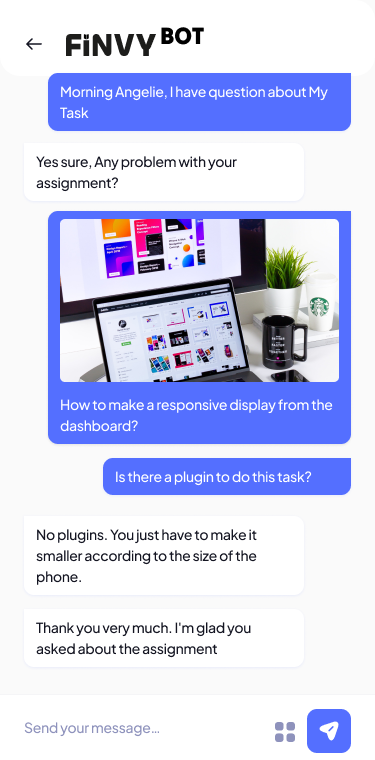 FiNVY BOT
Morning Angelie, I have question about My
Task
Yes sure, Any problem with your
assignment?
How to make a responsive display from the
dashboard?
Is there a plugin to do this task?
No plugins. You just have to make it
smaller according to the size of the
phone.
Thank you very much. I'm glad you
asked about the assignment
Send your message...